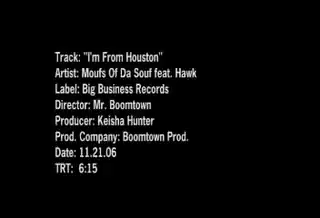 Track: "I'm From Houston"
Artist: Moufs Of Da Souf feat. Hawk
Label: Big Business Records
Director: Mr. Boomtown
Producer: Keisha Hunter
Prod. Company: Boomtown Prod.
Date: 11.21.06
TRT: 6:15